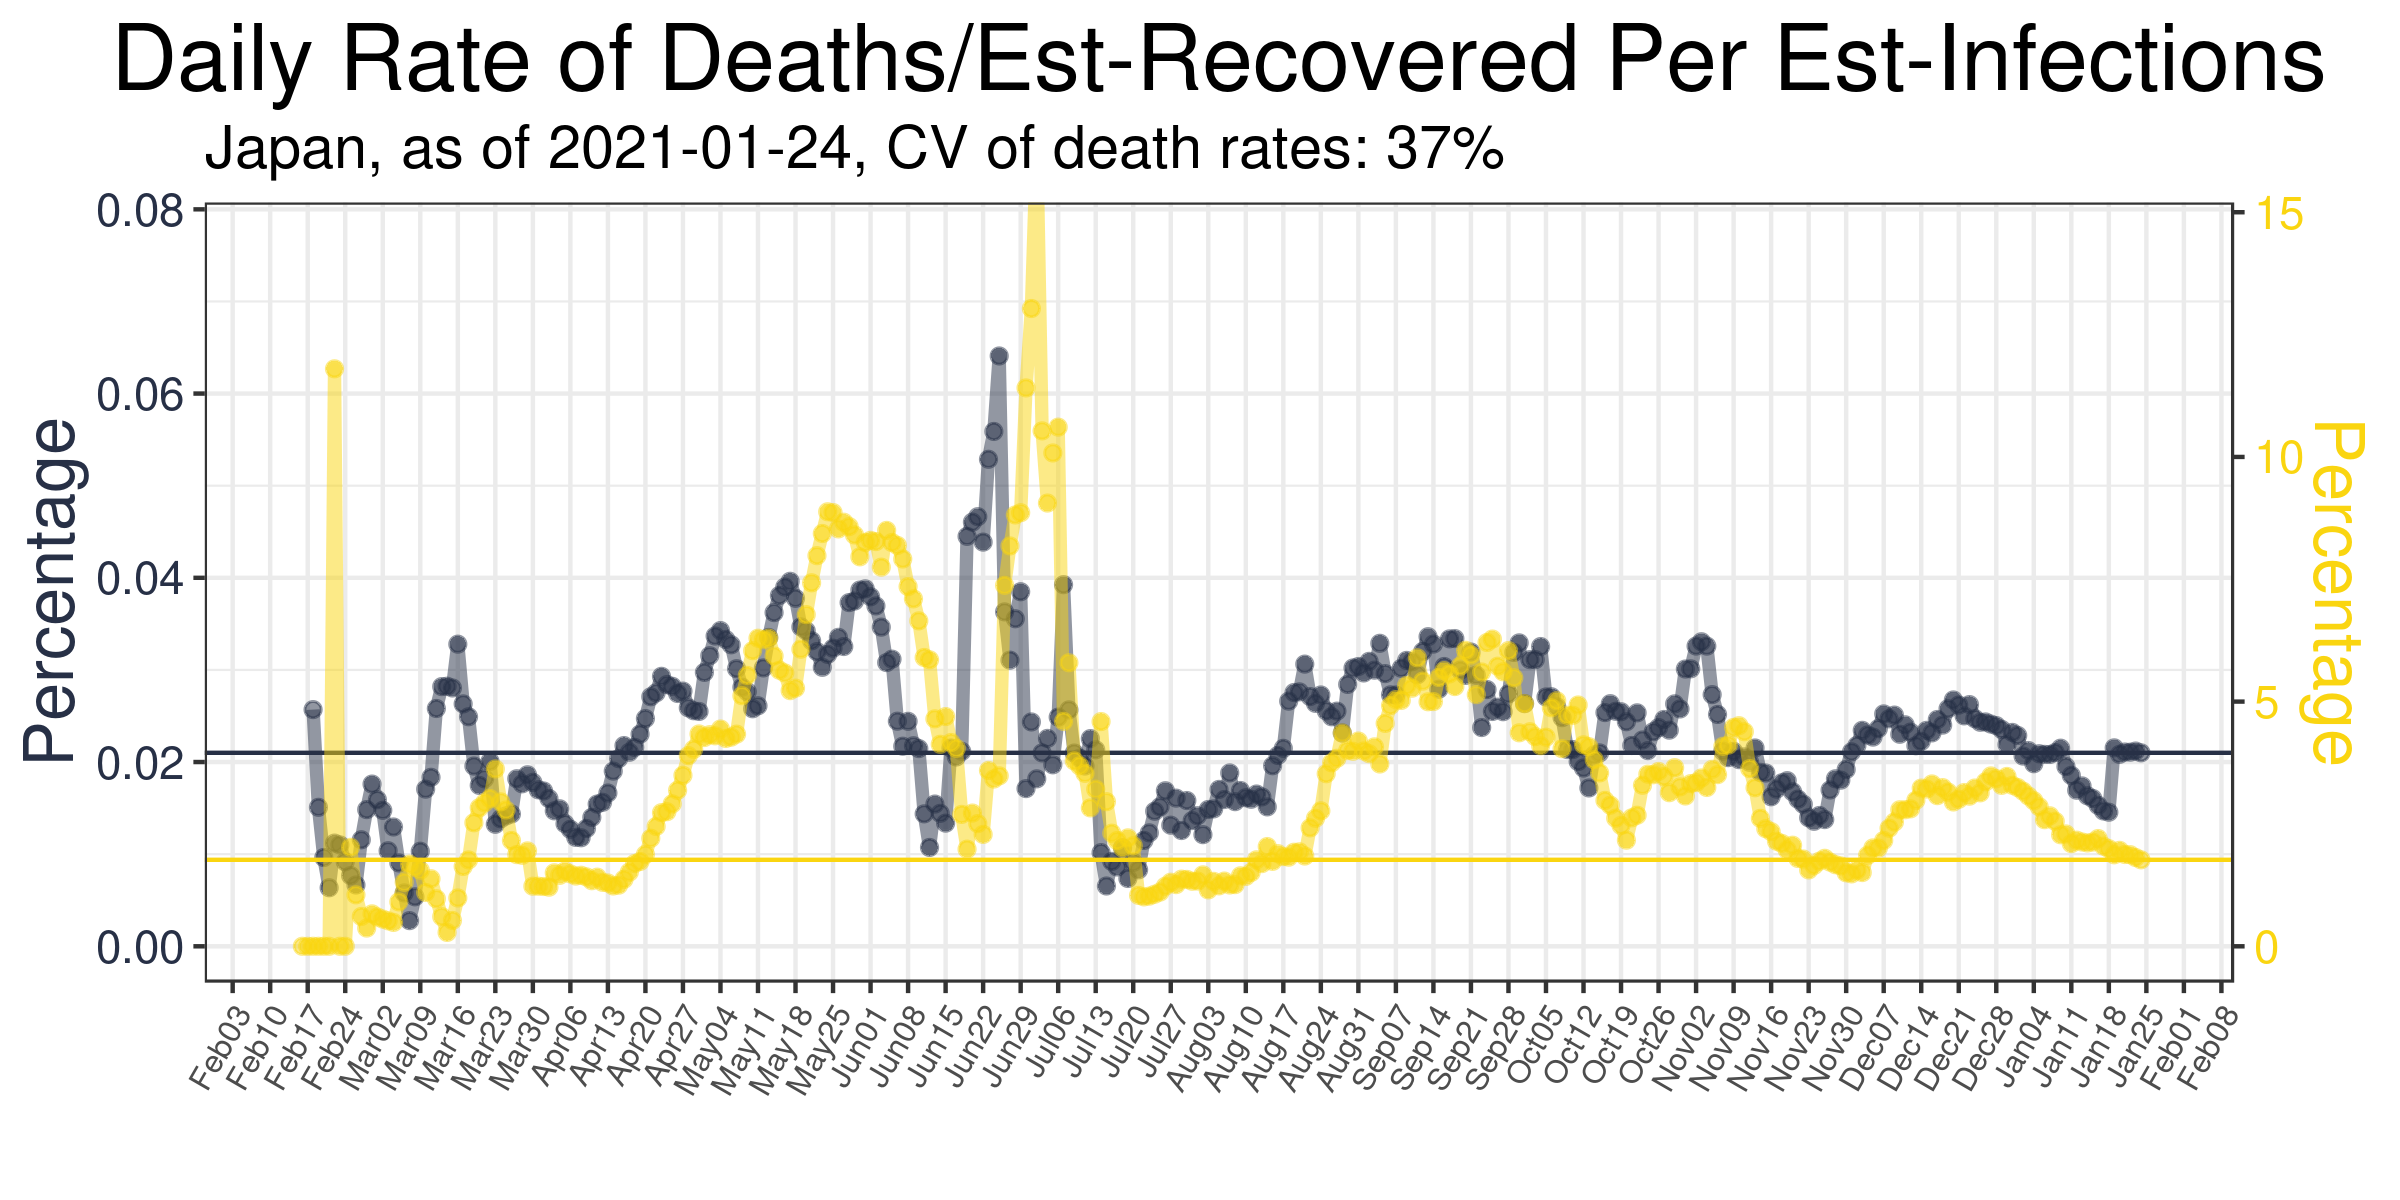 Daily Rate of Deaths/Est-Recovered Per Est-Infections
Japan, as of 2021-01-24, CV of death rates: 37%
Percentage
0.08
0.06
0.04
0.02
0.00
15
10
5
0
Percentage
Feb03
Feb10
Feb17
Feb24
Mar02
Mar09
Mar16
Mar23
Mar30
Apr06
Apr13
Apr20
Apr27
May04
May11
May18
May25
Jun01
Jun08
Jun15
Jun22
Jun29
Jul06
Jul13
Jul20
Jul27
Aug03
Aug10
Aug17
Aug24
Aug31
Sep07
Sep14
Sep21
Sep28
Oct05
Oct12
Oct19
Oct26
Nov02
Nov09
Nov16
Nov23
Nov30
Dec07
Dec14
Dec21
Dec28
Jan04
Jan11
Jan18
Jan25
Feb01
Feb08